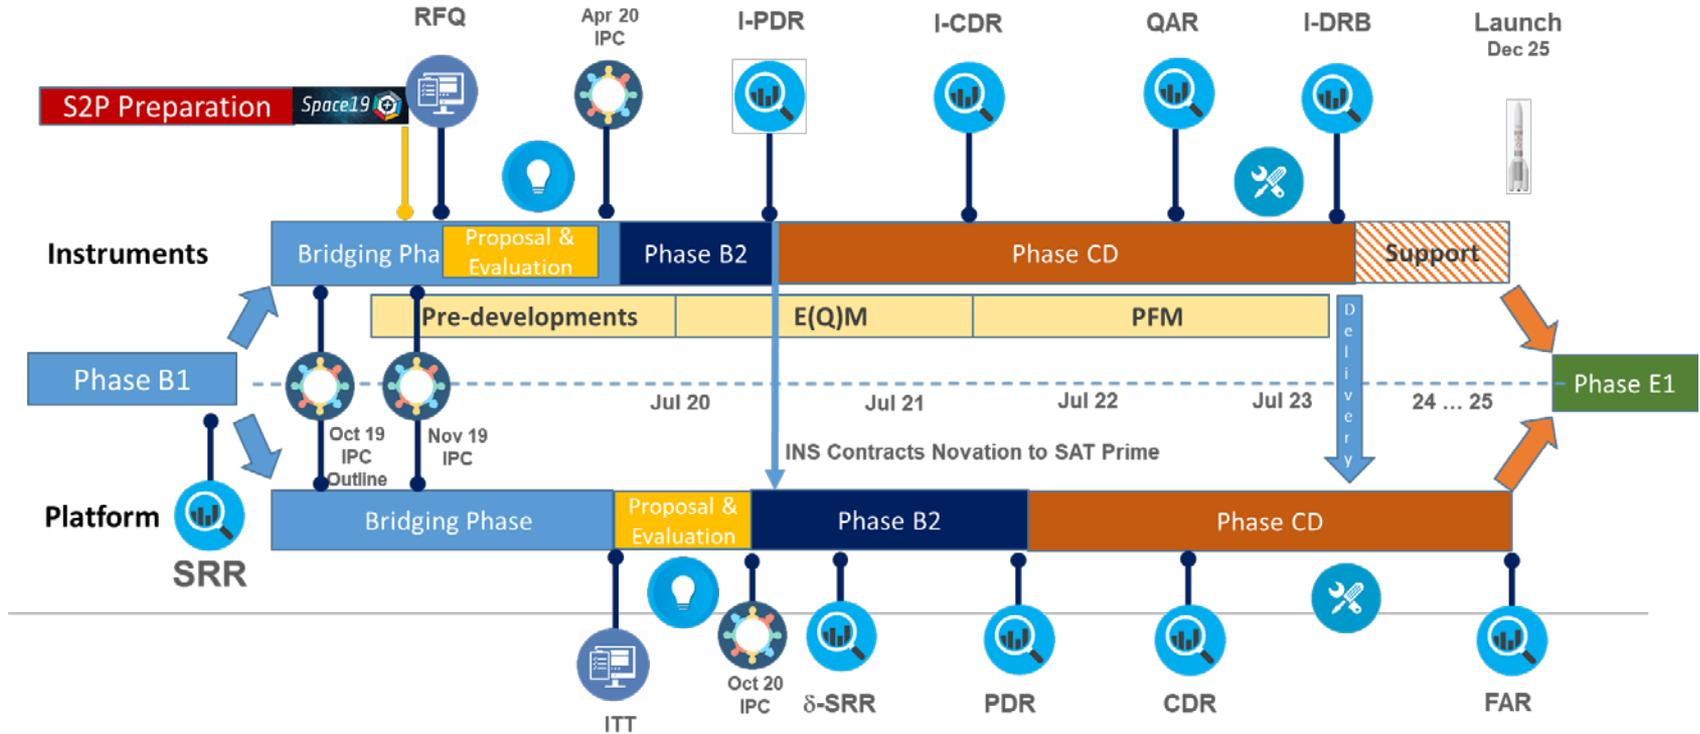 RFQ
Apr 20
IPC
I-PDR
I-CDR
QAR
I-DRB
Launch
Dec 25
S2P Preparation
Space19
Instruments
Bridging Pha
Proposal &
Evaluation
Phase B2
Phase CD
Support
Pre-developments
E(Q)M
PFM
Delivery
Phase B1
Phase E1
Jul 20
Jul 21
Jul 22
Jul 23
24 ... 25
Oct 19
IPC
Outline
Nov 19
IPC
INS Contracts Novation to SAT Prime
Platform
SRR
Bridging Phase
Proposal &
Evaluation
Phase B2
Phase CD
ITT
Oct 20
IPC
δ-SRR
PDR
CDR
FAR